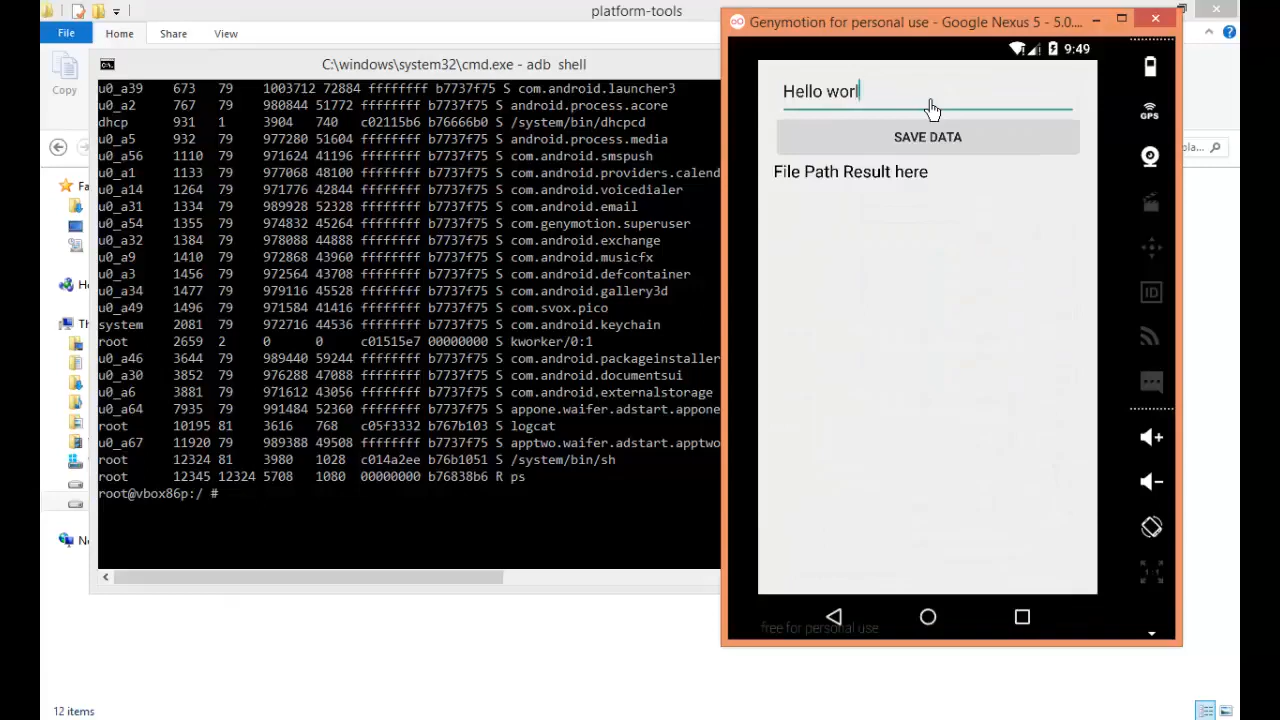 platform-tools
File Home Share View
Copy
Fa
Th
12 items
C:\windows\system32\cmd.exe - adb shell
u0_a39 673 79 1003712 72884 ffffffff b7737f75 S com.android.launcher3
u0_a2 767 79 980844 51772 ffffffff b7737f75 S android.process.acore
dhcp 931 1 3904 740 c02115b6 b76666b0 S /system/bin/dhcpcd
u0_a5 932 79 977280 51604 ffffffff b7737f75 S android.process.media
u0_a56 1110 79 971624 41196 ffffffff b7737f75 S com.android.smspush
u0_a1 1133 79 977068 48100 ffffffff b7737f75 S com.android.providers.calend
u0_a14 1264 79 971776 42844 ffffffff b7737f75 S com.android.voicedialer
u0_a31 1334 79 989928 52328 ffffffff b7737f75 S com.android.email
u0_a54 1355 79 974832 45264 ffffffff b7737f75 S com.genymotion.superuser
u0_a32 1384 79 978088 44888 ffffffff b7737f75 S com.android.exchange
u0_a9 1410 79 972868 43960 ffffffff b7737f75 S com.android.musicfx
u0_a3 1456 79 972564 43708 ffffffff b7737f75 S com.android.defcontainer
u0_a34 1477 79 979116 45528 ffffffff b7737f75 S com.android.gallery3d
u0_a49 1496 79 971584 41416 ffffffff b7737f75 S com.svox.pico
system 2081 79 972716 44536 ffffffff b7737f75 S com.android.keychain
root 2659 2 0 0 c01515e7 00000000 S kworker/0:1
u0_a46 3644 79 989440 59244 ffffffff b7737f75 S com.android.packageinstaller
u0_a30 3852 79 976288 47088 ffffffff b7737f75 S com.android.documentsui
u0_a6 3881 79 971612 43056 ffffffff b7737f75 S com.android.externalstorage
u0_a64 7935 79 991484 52360 ffffffff b7737f75 S appone.waifer.adstart.appone
root 10195 81 3616 768 c05f3332 b767b103 S logcat
u0_a67 11920 79 989388 49508 ffffffff b7737f75 S apptwo.waifer.adstart.apptwo
root 12324 81 3980 1028 c014a2ee b76b1051 S /system/bin/sh
root 12345 12324 5708 1080 00000000 b76838b6 R ps
root@vbox86p:/ #
Genymotion for personal use - Google Nexus 5 - 5.0....
9:49
Hello worl
SAVE DATA
File Path Result here
free for personal use
GPS
ID
1:1